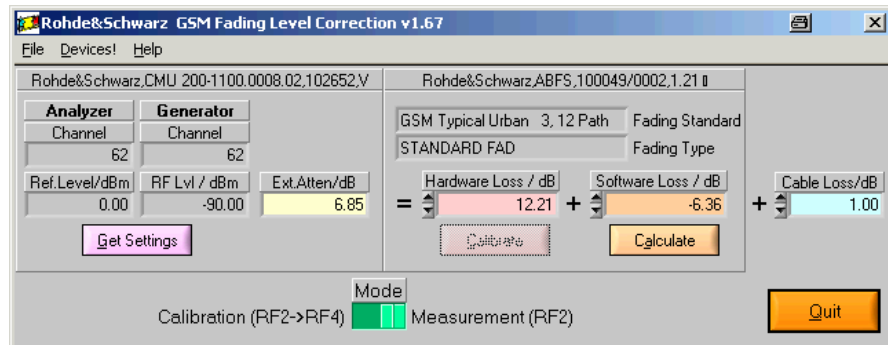 Rohde&Schwarz GSM Fading Level Correction v1.67
File Devices! Help
Rohde&Schwarz,CMU 200-1100.0008.02,102652,V
Rohde&Schwarz,ABFS,100049/0002,1.21
Analyzer Generator
Channel Channel
62 62
GSM Typical Urban 3, 12 Path Fading Standard
STANDARD FAD Fading Type
Ref.Level/dBm RF Lvl / dBm Ext.Atten/dB Hardware Loss / dB Software Loss / dB Cable Loss/dB
0.00 -90.00 6.85 = 12.21 + -6.36 + 1.00
Get Settings Calibrate Calculate
Mode
Calibration (RF2->RF4) Measurement (RF2)
Quit